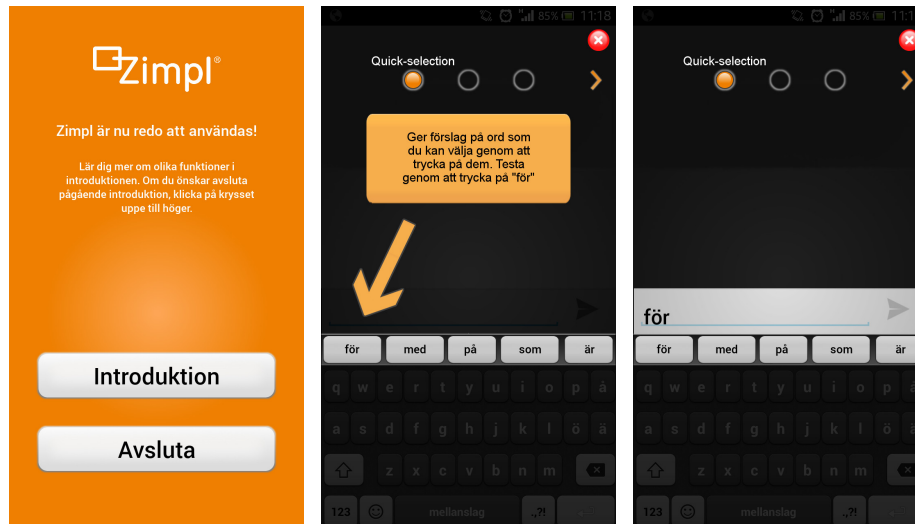 Zimpl®
Zimpl är nu redo att användas!
Lär dig mer om olika funktioner i
introduktionen. Om du önskar avsluta
pågående introduktion, klicka på krysset
uppe till höger.
Introduktion
Avsluta
85% 11:18
Quick-selection
Ger förslag på ord som
du kan välja genom att
trycka på dem. Testa
genom att trycka på "för"
för med på som är
q w e r t y u i o p å
a s d f g h j k l ö ä
z x c v b n m
123 mellanslag .,?!
85% 11:1
Quick-selection
för
för med på som är
q w e r t y u i o p
a s d f g h j k l ö
z x c v b n m
123 mellanslag .,?!